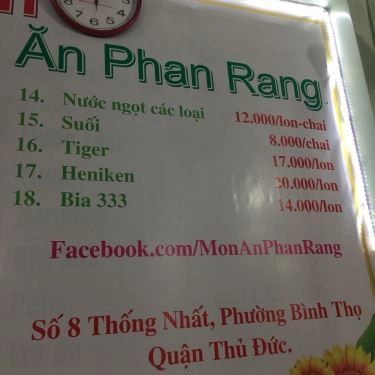 Ăn Phan Rang
14. Nước ngọt các loại 12.000/lon-chai
15. Suối 8.000/chai
16. Tiger 17.000/lon
17. Heniken 20.000/lon
18. Bia 333 14.000/lon
Facebook.com/MonAnPhanRang
Số 8 Thống Nhất, Phường Bình Thọ
Quận Thủ Đức.